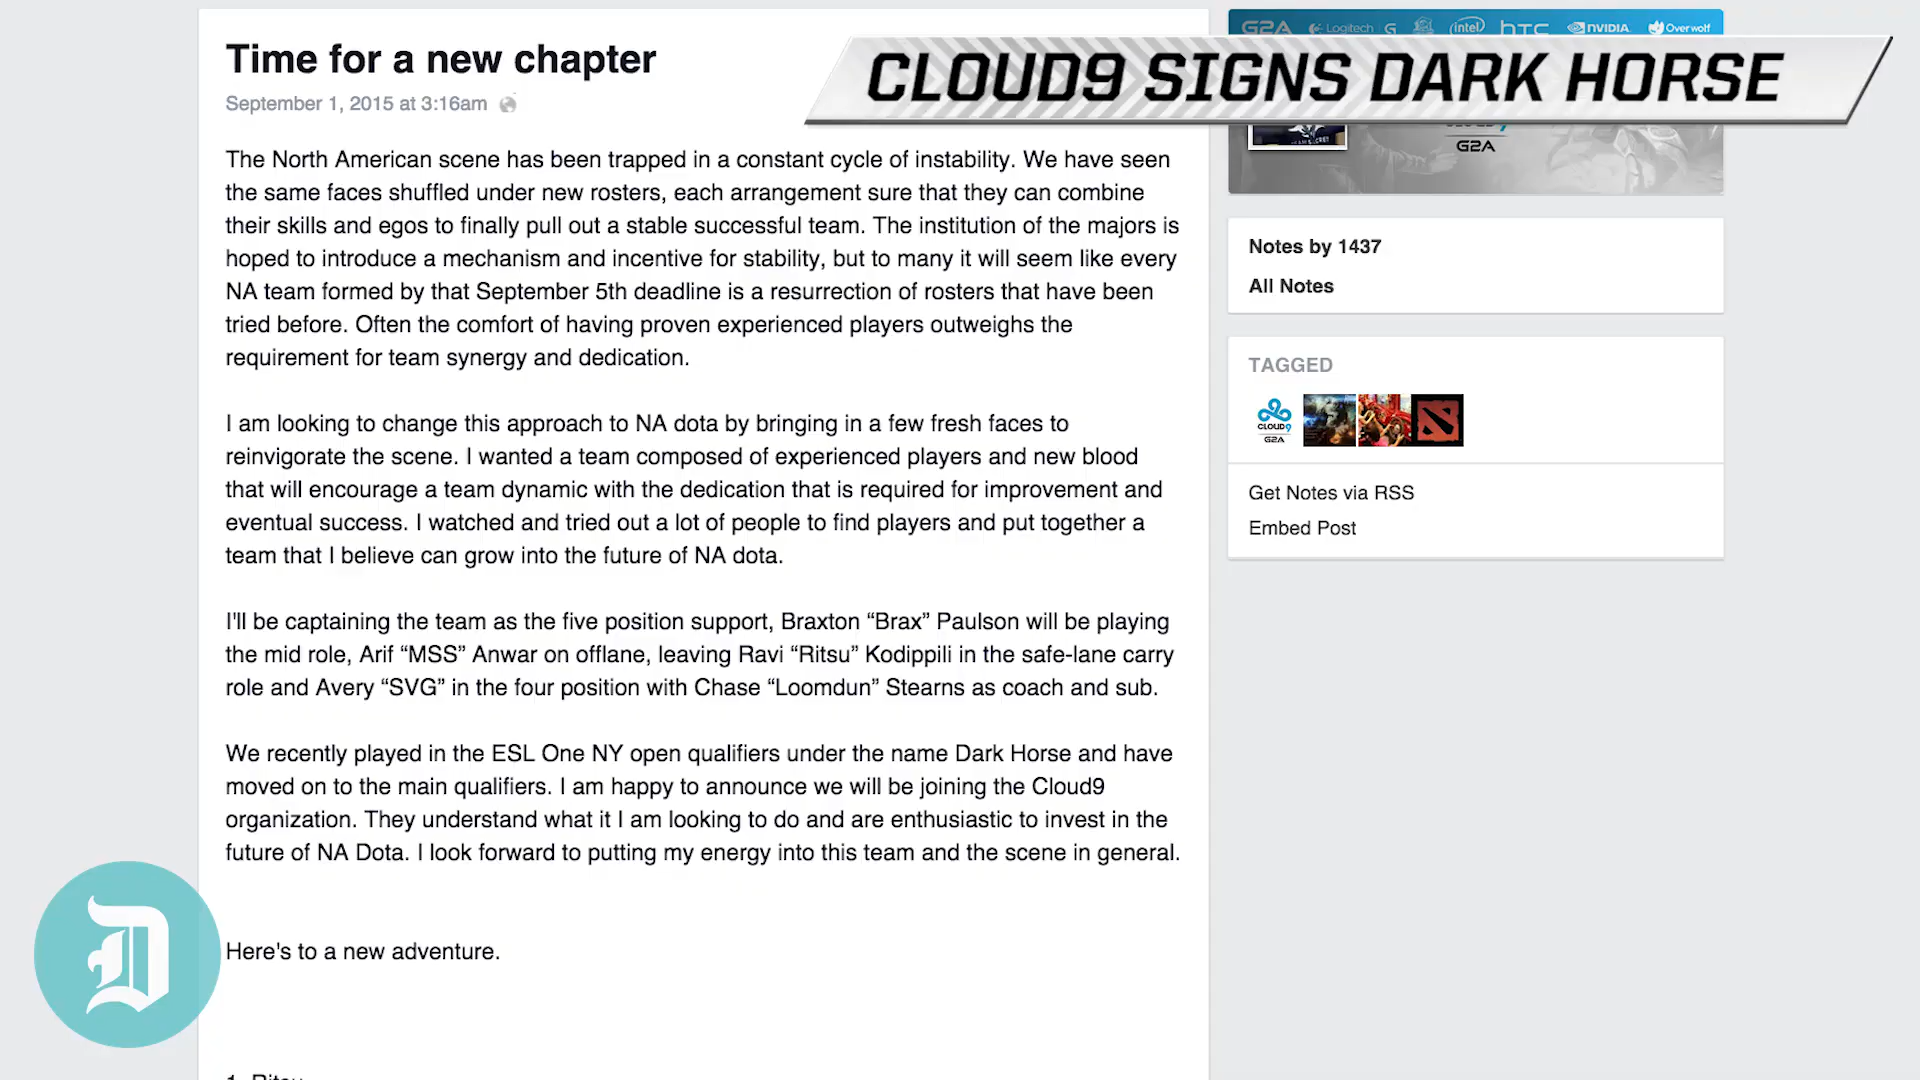 Time for a new chapter
September 1, 2015 at 3:16am
CLOUD9 SIGNS DARK HORSE
The North American scene has been trapped in a constant cycle of instability. We have seen
the same faces shuffled under new rosters, each arrangement sure that they can combine
their skills and egos to finally pull out a stable successful team. The institution of the majors is
hoped to introduce a mechanism and incentive for stability, but to many it will seem like every
NA team formed by that September 5th deadline is a resurrection of rosters that have been
tried before. Often the comfort of having proven experienced players outweighs the
requirement for team synergy and dedication.
I am looking to change this approach to NA dota by bringing in a few fresh faces to
reinvigorate the scene. I wanted a team composed of experienced players and new blood
that will encourage a team dynamic with the dedication that is required for improvement and
eventual success. I watched and tried out a lot of people to find players and put together a
team that I believe can grow into the future of NA dota.
I'll be captaining the team as the five position support, Braxton “Brax” Paulson will be playing
the mid role, Arif “MSS” Anwar on offlane, leaving Ravi “Ritsu” Kodippili in the safe-lane carry
role and Avery “SVG” in the four position with Chase “Loomdun” Stearns as coach and sub.
We recently played in the ESL One NY open qualifiers under the name Dark Horse and have
moved on to the main qualifiers. I am happy to announce we will be joining the Cloud9
organization. They understand what it I am looking to do and are enthusiastic to invest in the
future of NA Dota. I look forward to putting my energy into this team and the scene in general.
Here's to a new adventure.
1. Ritsu
D
G2A Logitech G intel hTC NVIDIA Overwolf
G2A
Notes by 1437
All Notes
TAGGED
CLOUD9
G2A
Get Notes via RSS
Embed Post